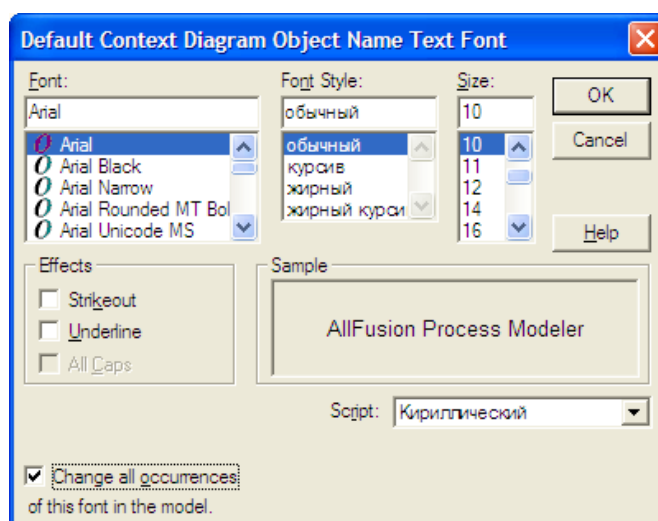 Default Context Diagram Object Name Text Font
Font:
Arial
Arial
Arial Black
Arial Narrow
Arial Rounded MT Bol
Arial Unicode MS
Font Style:
обычный
обычный
курсив
жирный
жирный курси
Size:
10
10
11
12
14
16
OK
Cancel
Help
Effects
Strikeout
Underline
All Caps
Sample
AllFusion Process Modeler
Script:
Кириллический
Change all occurrences
of this font in the model.